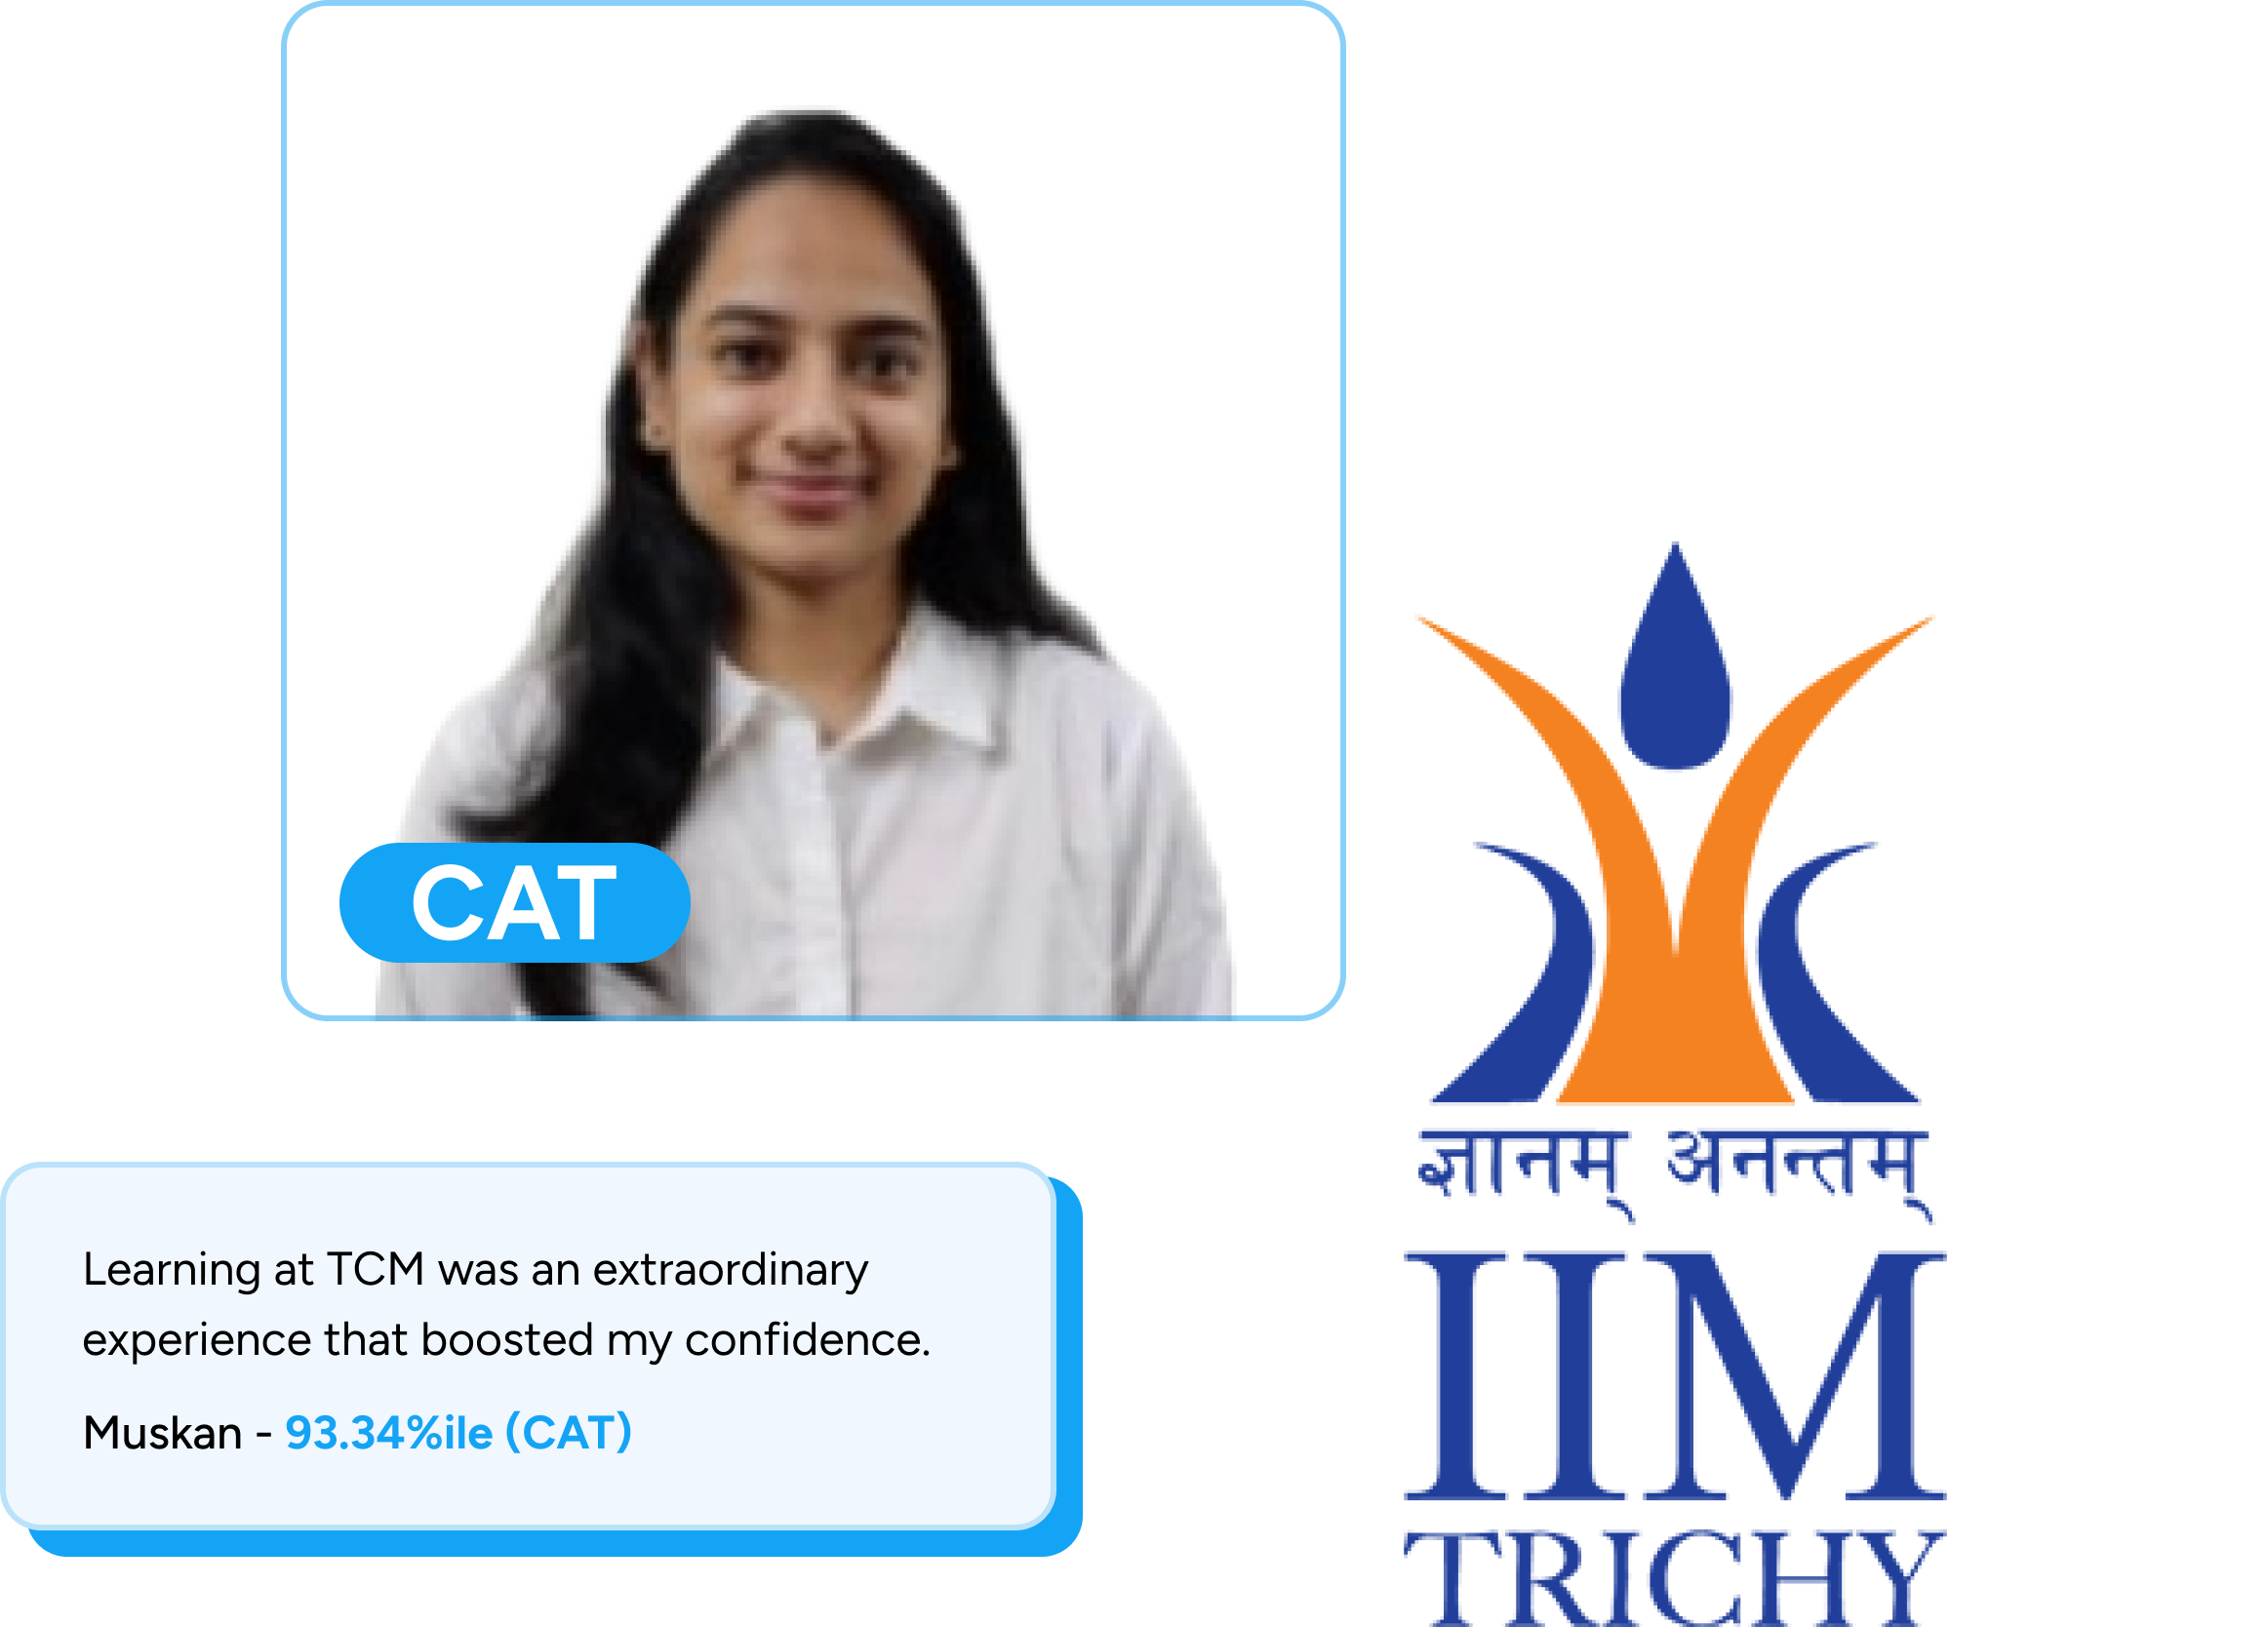 CAT
Learning at TCM was an extraordinary
experience that boosted my confidence.
Muskan - 93.34%ile (CAT)
ज्ञानम् अनन्तम्
IIM
TRICHY